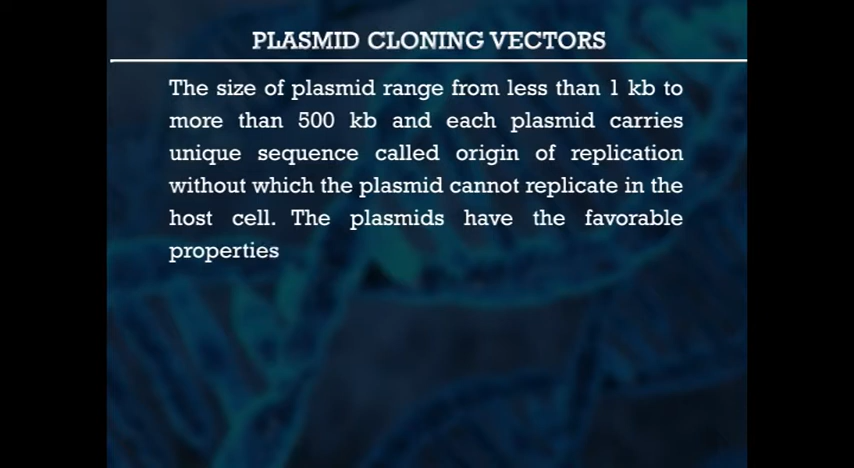 PLASMID CLONING VECTORS
The size of plasmid range from less than 1 kb to
more than 500 kb and each plasmid carries
unique sequence called origin of replication
without which the plasmid cannot replicate in the
host cell. The plasmids have the favorable
properties